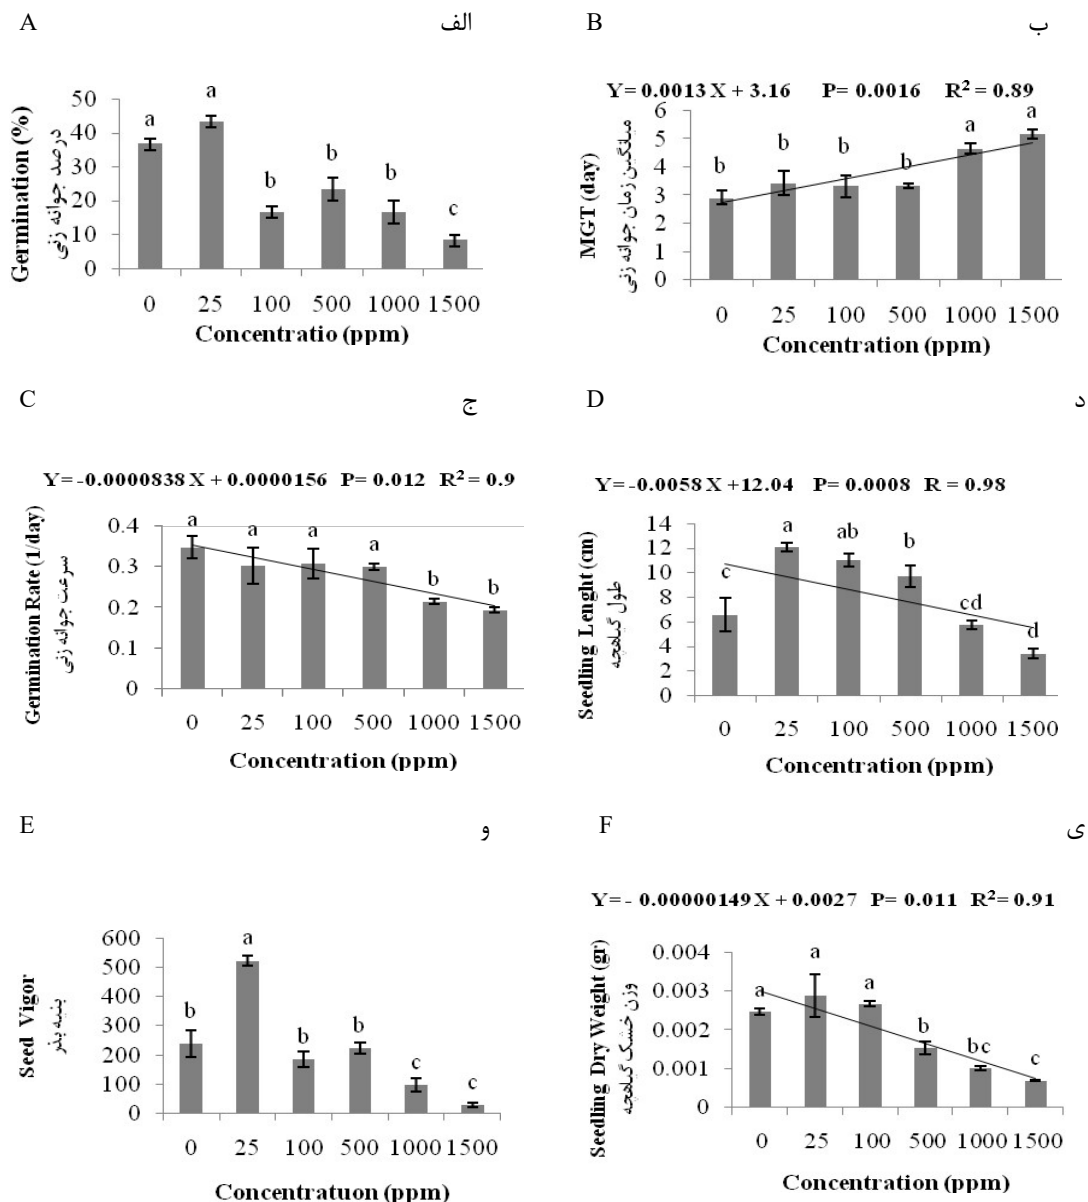 A الف
a
a
b
b
b
c
50
40
30
20
10
0
Germination (%)
درصد جوانه زنی
0 25 100 500 1000 1500
Concentratio (ppm)
B ب
Y= 0.0013 X + 3.16 P= 0.0016 R² = 0.89
6
5
4
3
2
1
0
b b b b a a
MGT (day)
میانگین زمان جوانه زنی
0 25 100 500 1000 1500
Concentration (ppm)
C ج
Y= -0.0000838 X + 0.0000156 P= 0.012 R² = 0.9
0.4
0.3
0.2
0.1
0
a a a a b b
Germination Rate (1/day)
سرعت جوانه زنی
0 25 100 500 1000 1500
Concentration (ppm)
D د
Y= -0.0058 X +12.04 P= 0.0008 R = 0.98
14
12
10
8
6
4
2
0
c a ab b cd d
Seedling Lenght (cm)
طول گیاهچه
0 25 100 500 1000 1500
Concentration (ppm)
E و
600
500
400
300
200
100
0
b a b b c c
Seed Vigor
بنیه بذر
0 25 100 500 1000 1500
Concentratuon (ppm)
F ی
Y= - 0.00000149 X + 0.0027 P= 0.011 R²= 0.91
0.004
0.003
0.002
0.001
0
a a a b bc c
Seedling Dry Weight (gr)
وزن خشک گیاهچه
0 25 100 500 1000 1500
Concentration (ppm)